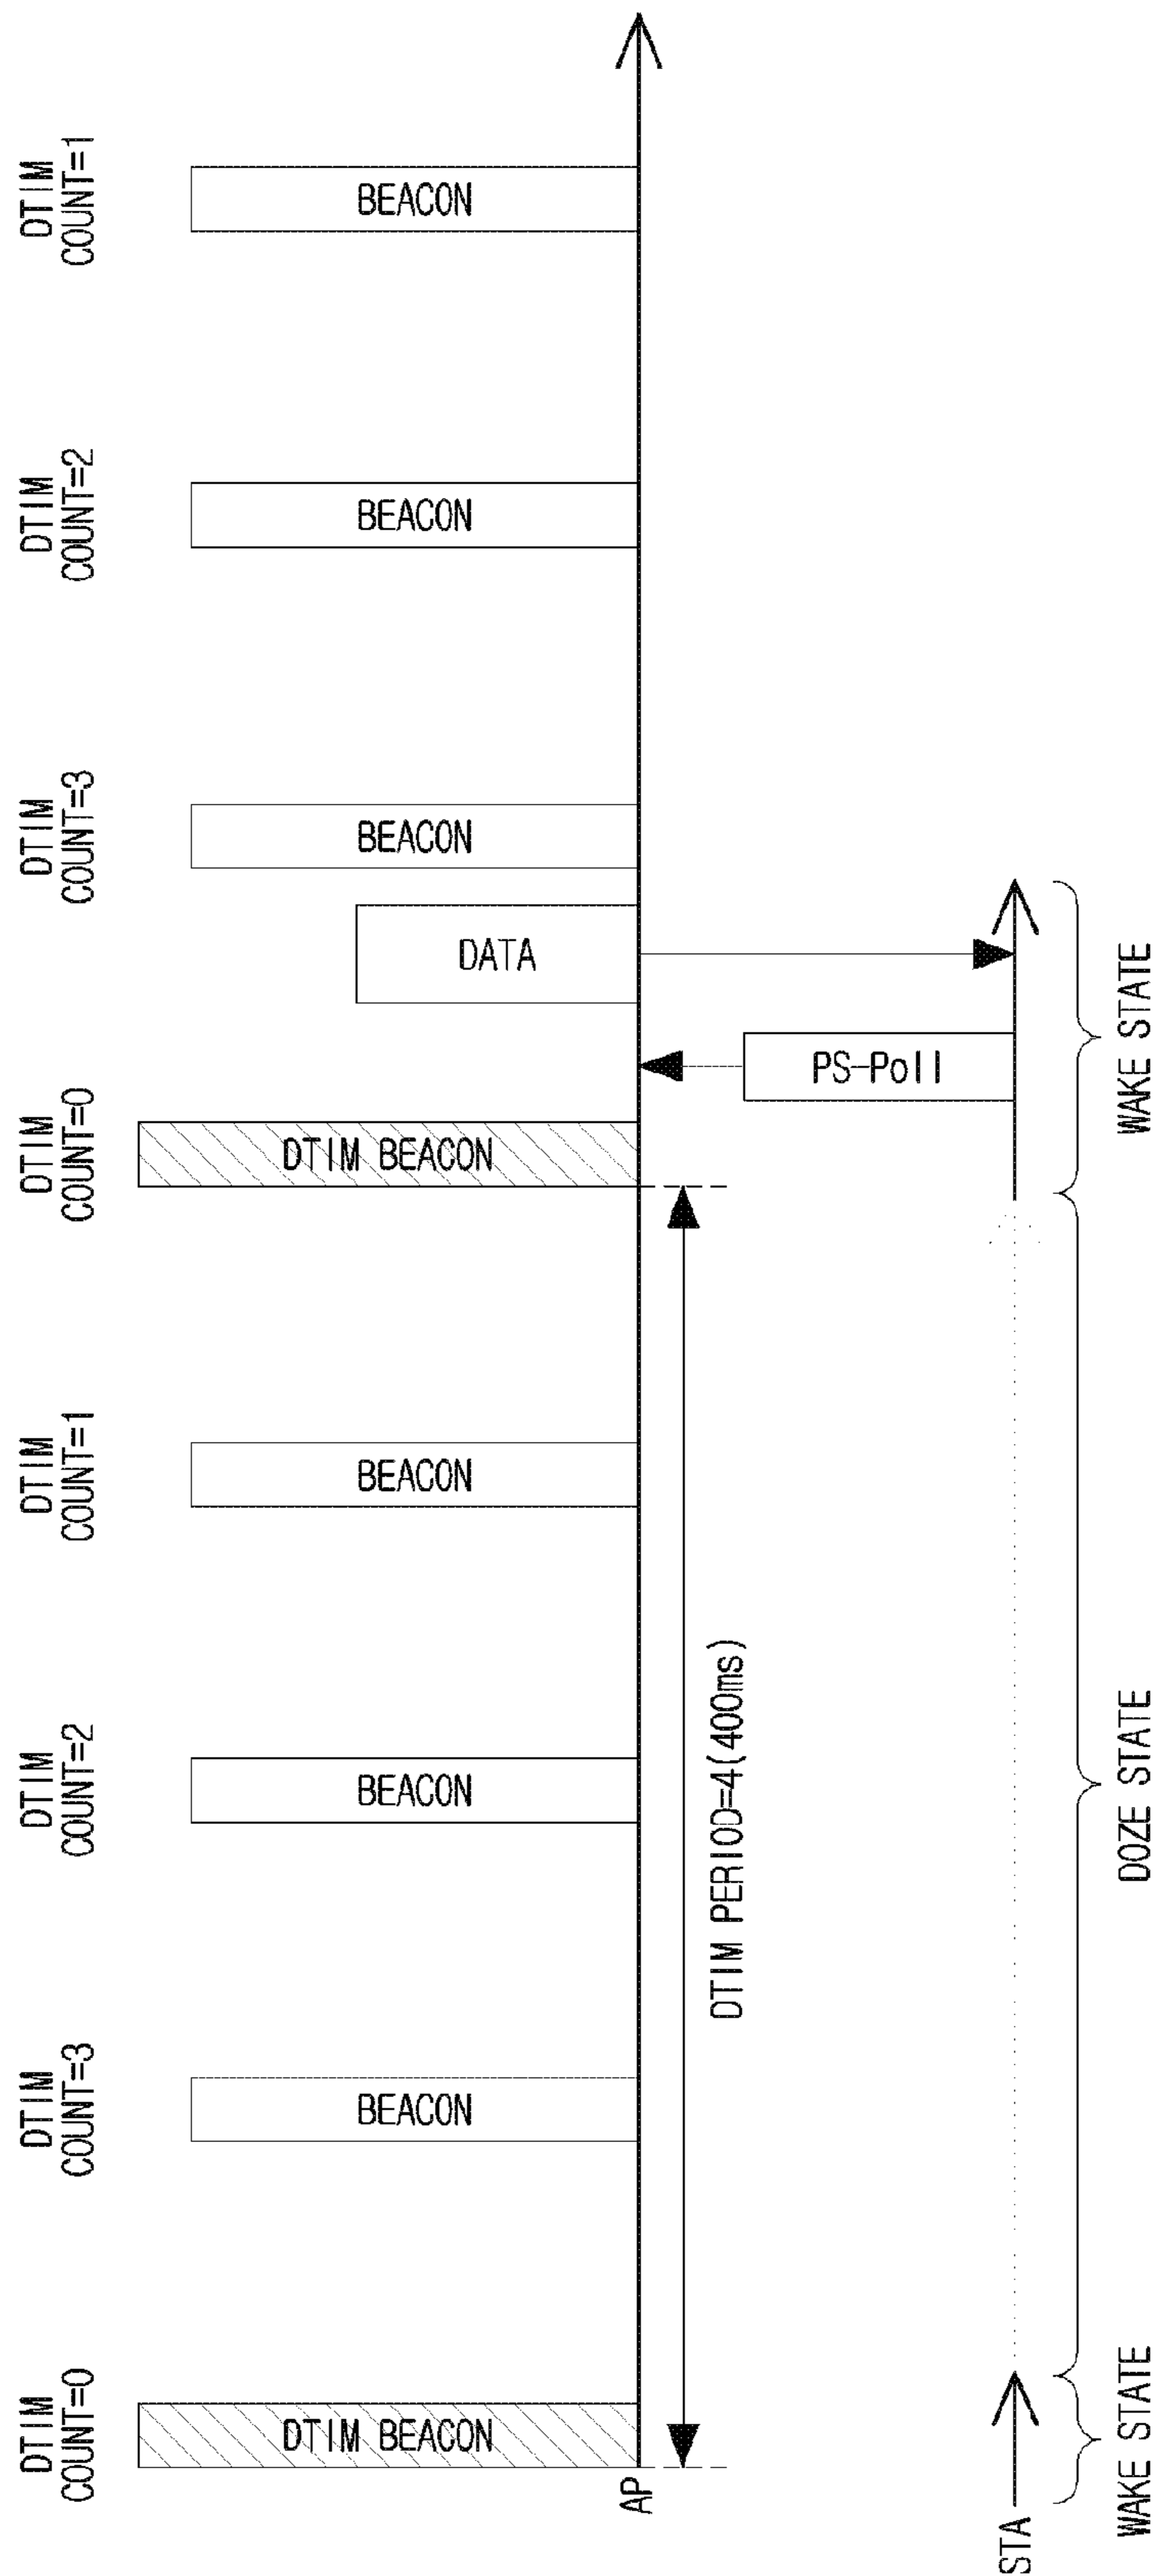 DTIM
COUNT=0
DTIM
COUNT=3
DTIM
COUNT=2
DTIM
COUNT=1
DTIM
COUNT=0
DTIM
COUNT=3
DTIM
COUNT=2
DTIM
COUNT=1
DTIM BEACON
BEACON
BEACON
BEACON
DTIM BEACON
DATA
BEACON
BEACON
BEACON
AP
DTIM PERIOD=4(400ms)
PS-Poll
STA
WAKE STATE
DOZE STATE
WAKE STATE